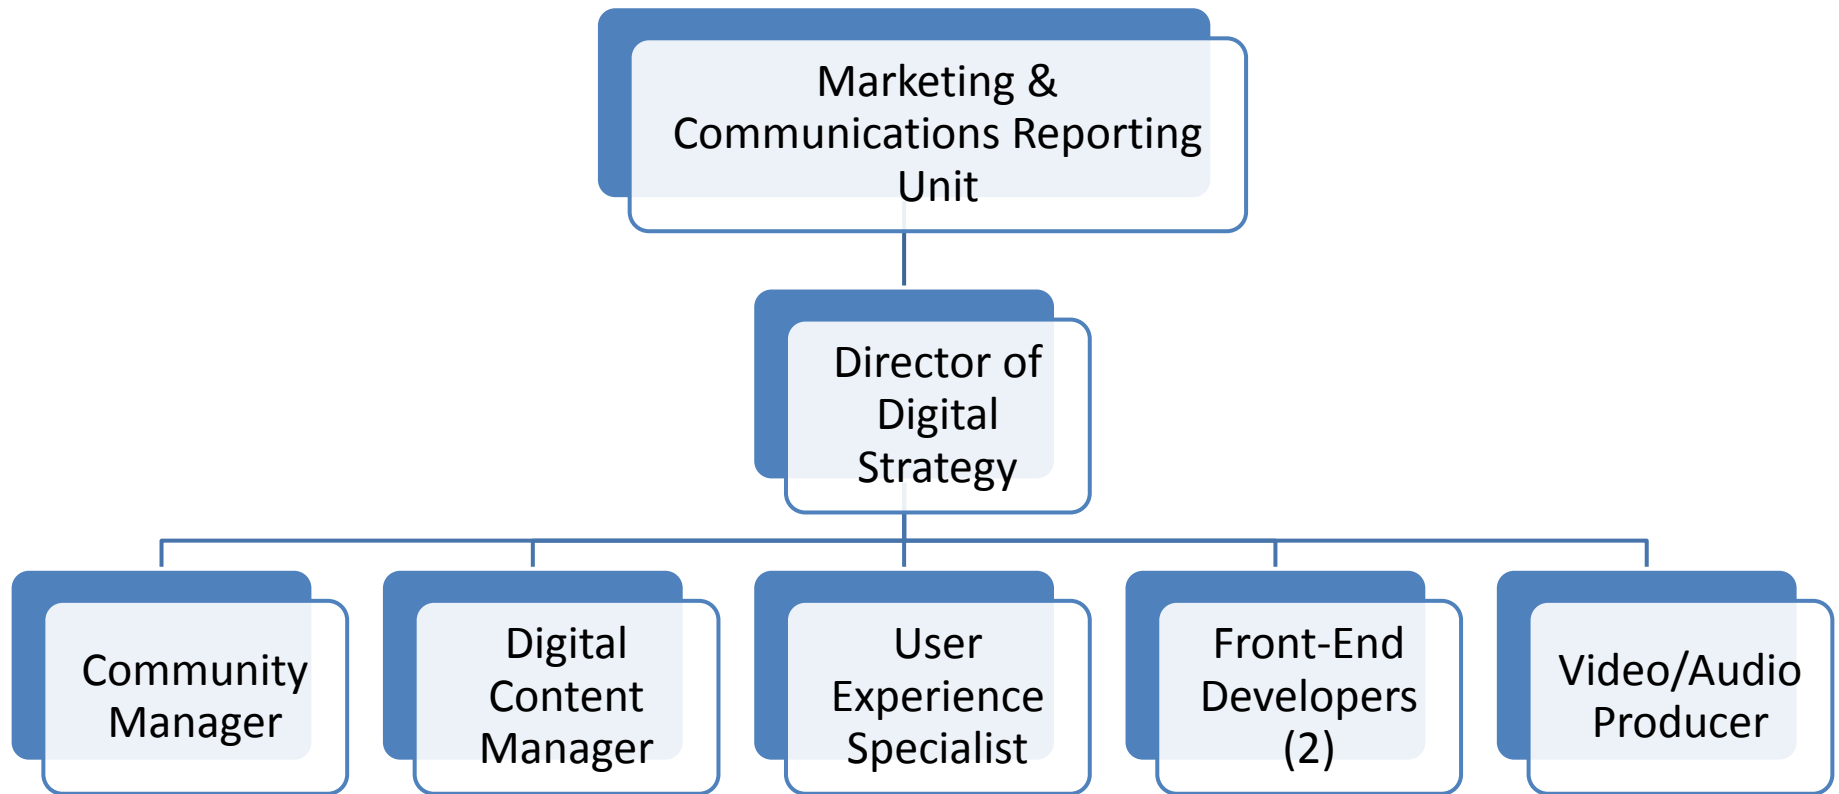 Marketing &
Communications Reporting
Unit
Director of
Digital
Strategy
Community
Manager
Digital
Content
Manager
User
Experience
Specialist
Front-End
Developers
(2)
Video/Audio
Producer